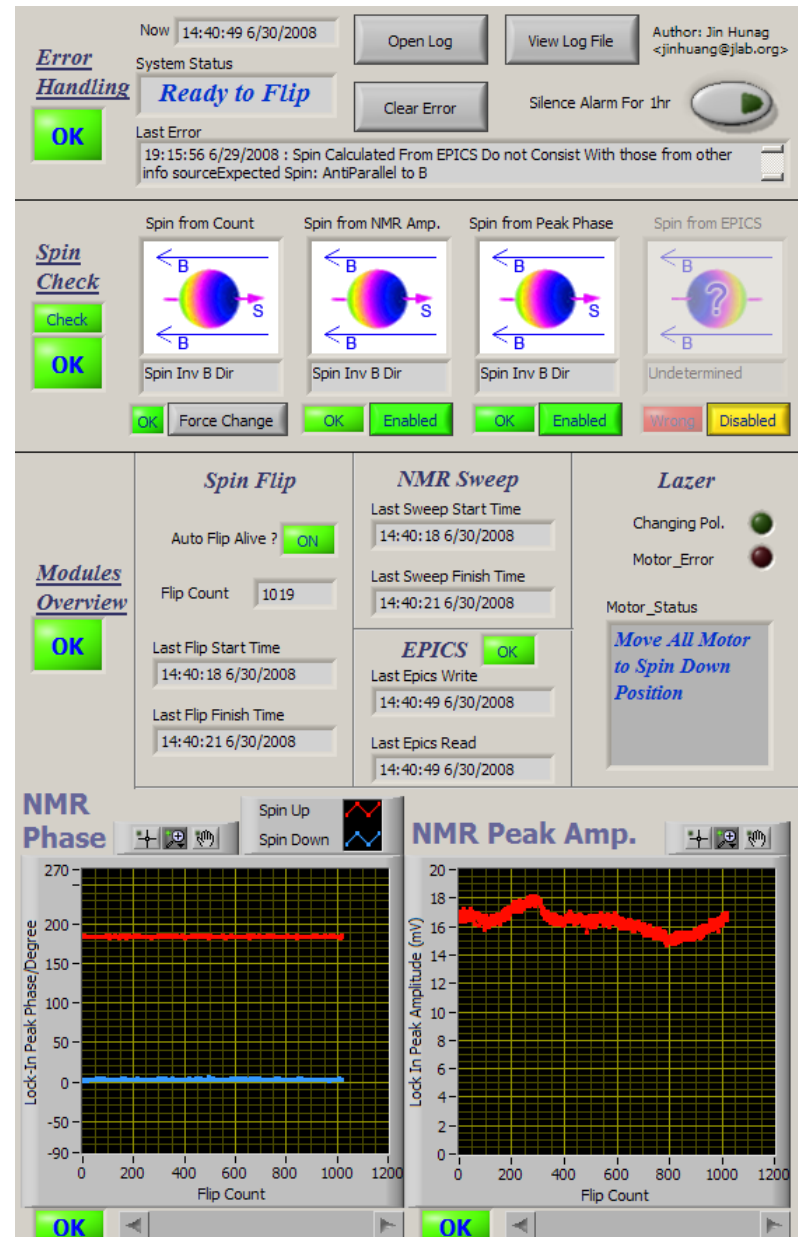 Error
Handling
OK
Now 14:40:49 6/30/2008
System Status
Ready to Flip
Open Log
View Log File
Author: Jin Hunag
<jinhuang@jlab.org>
Clear Error
Silence Alarm For 1hr
Last Error
19:15:56 6/29/2008 : Spin Calculated From EPICS Do not Consist With those from other
info sourceExpected Spin: AntiParallel to B
Spin
Check
Check
OK
Spin from Count
B
S
B
Spin Inv B Dir
OK Force Change
Spin from NMR Amp.
B
S
B
Spin Inv B Dir
OK Enabled
Spin from Peak Phase
B
S
B
Spin Inv B Dir
OK Enabled
Spin from EPICS
B
?
B
Undetermined
Wrong Disabled
Modules
Overview
OK
Spin Flip
Auto Flip Alive ? ON
Flip Count 1019
Last Flip Start Time
14:40:18 6/30/2008
Last Flip Finish Time
14:40:21 6/30/2008
NMR Sweep
Last Sweep Start Time
14:40:18 6/30/2008
Last Sweep Finish Time
14:40:21 6/30/2008
EPICS OK
Last Epics Write
14:40:49 6/30/2008
Last Epics Read
14:40:49 6/30/2008
Lazer
Changing Pol.
Motor_Error
Motor_Status
Move All Motor
to Spin Down
Position
NMR
Phase
Spin Up
Spin Down
Lock-In Peak Phase/Degree
270
200
150
100
50
0
-50
-90
0 200 400 600 800 1000 1200
Flip Count
OK
NMR Peak Amp.
Lock In Peak Amplitude (mV)
20
18
16
14
12
10
8
6
4
2
0
0 200 400 600 800 1000 1200
Flip Count
OK